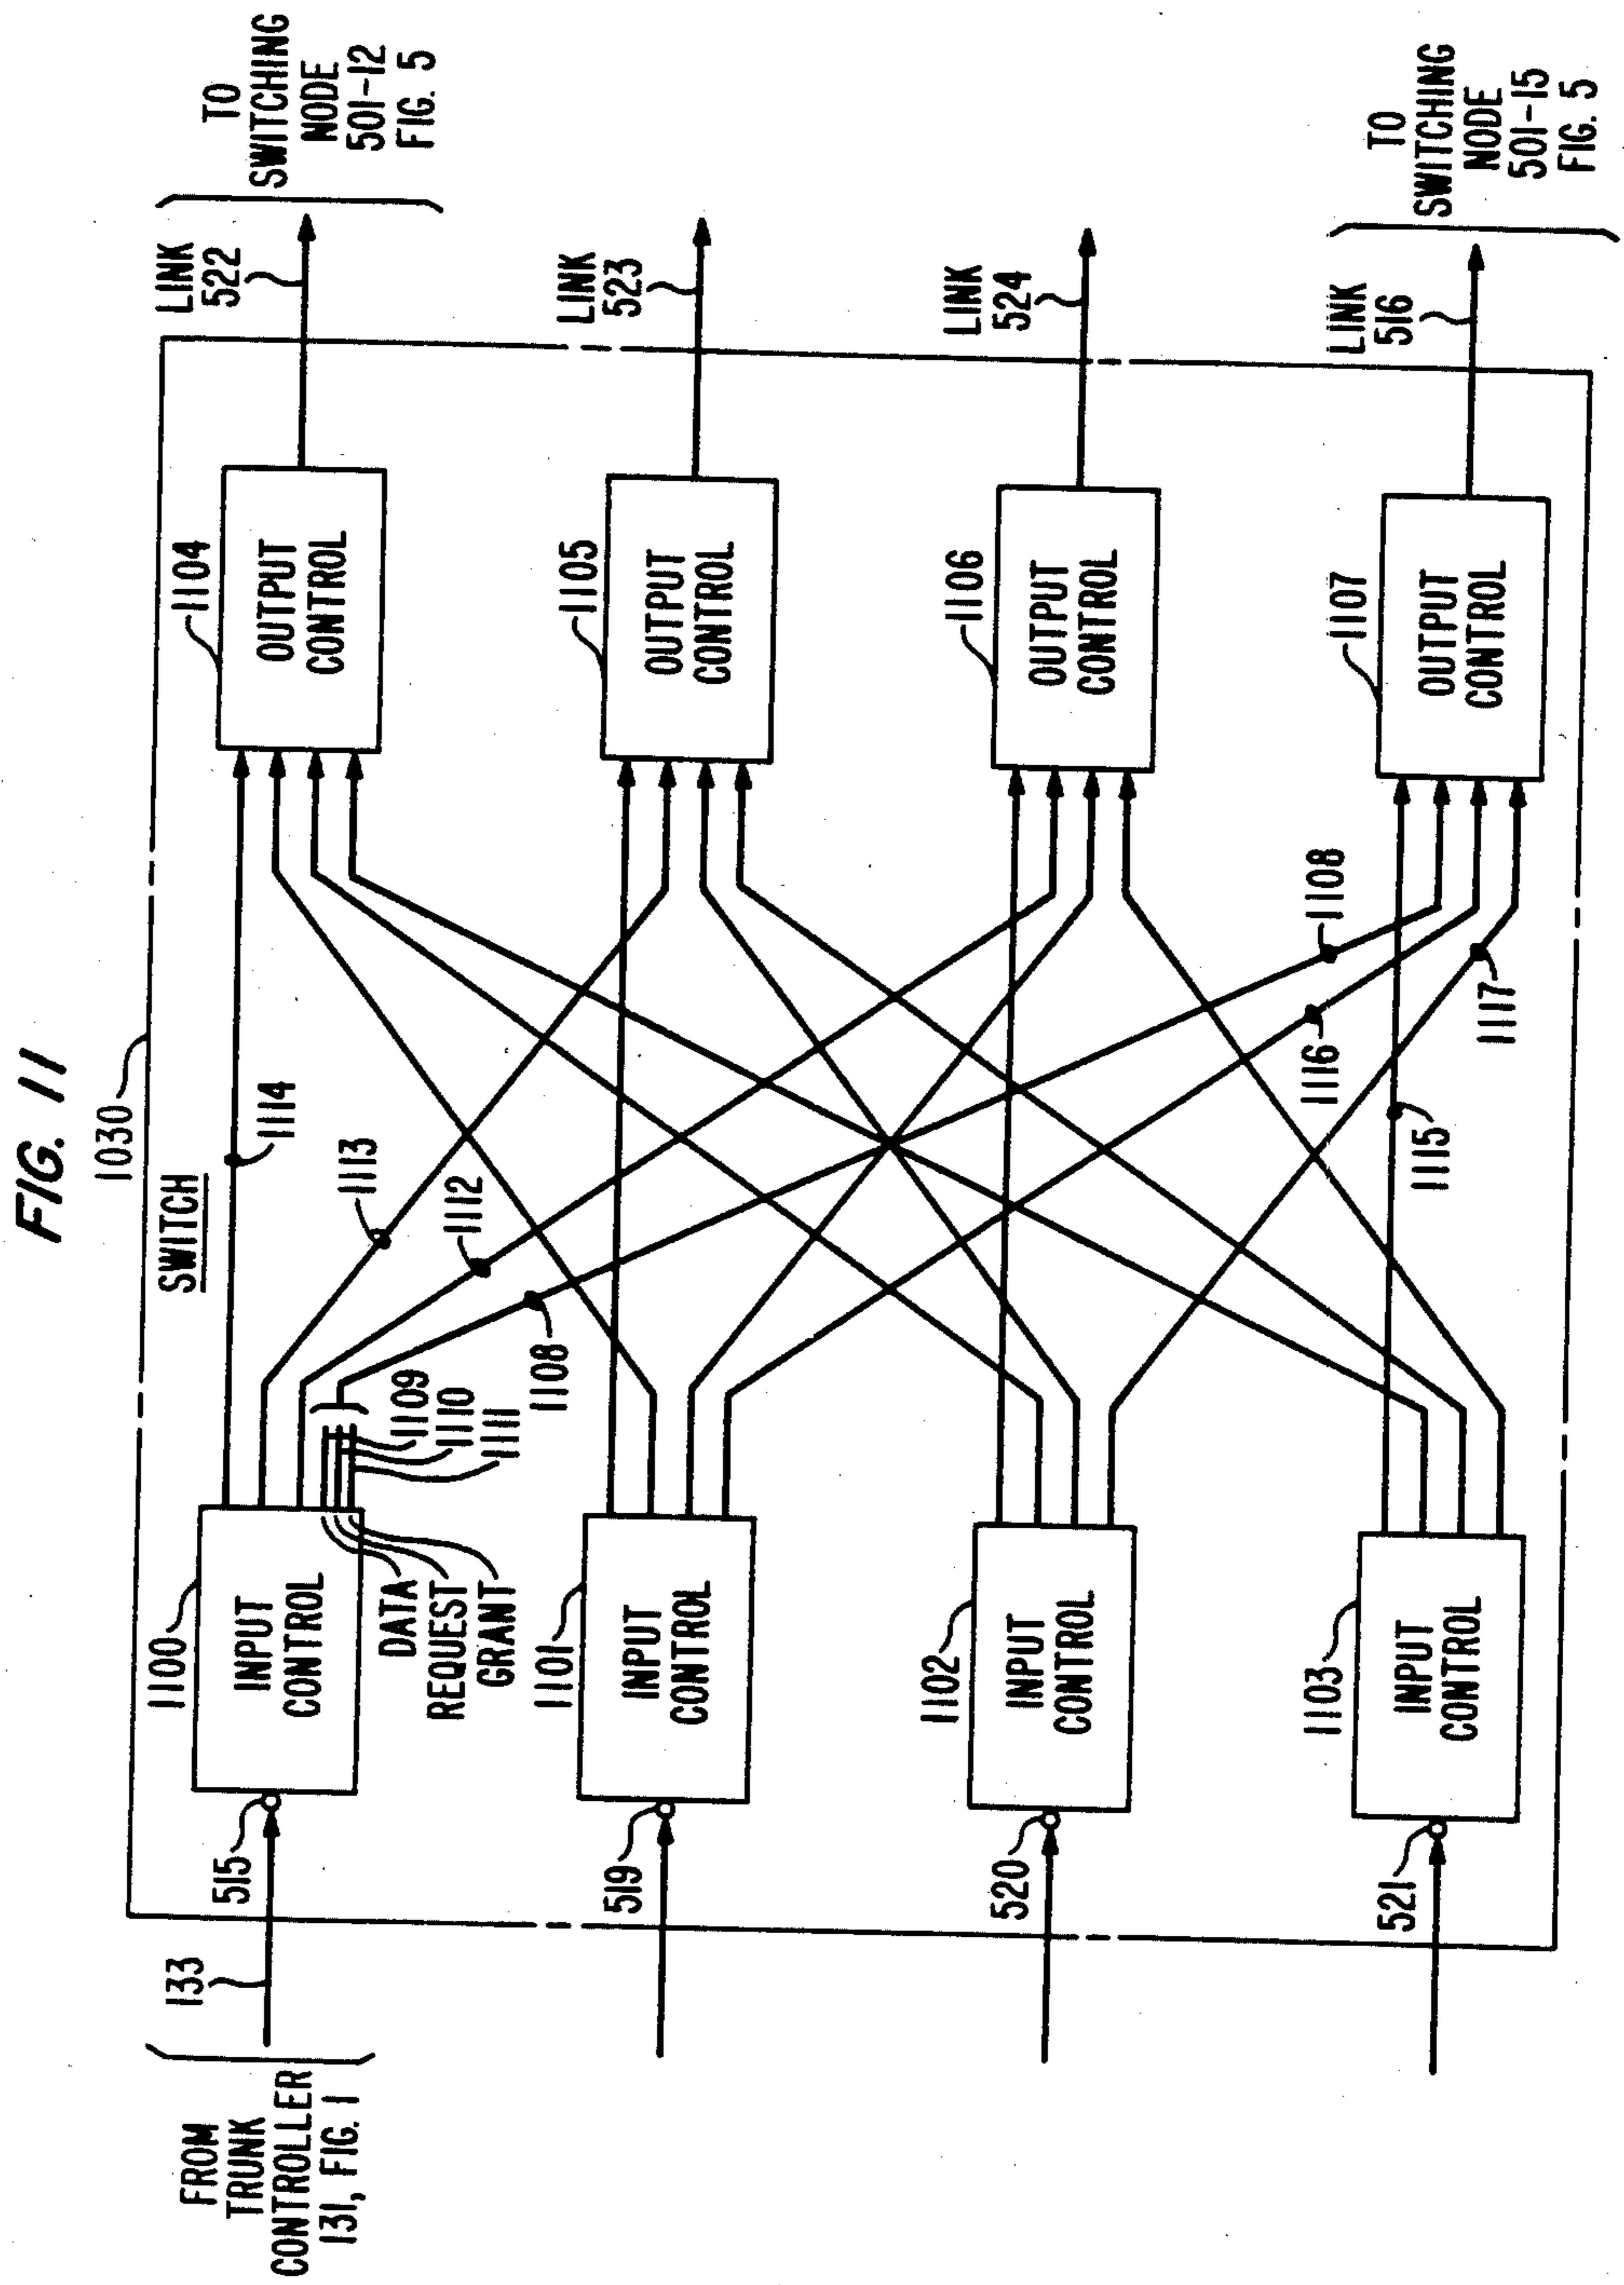 FIG. 11
1030
SWITCH
FROM
TRUNK
CONTROLLER
131, FIG. 1
133
515
1100
INPUT
CONTROL
DATA
REQUEST
GRANT
1109
1110
1111
1108
1112
1113
1114
1104
OUTPUT
CONTROL
LINK
522
TO
SWITCHING
NODE
501-12
FIG. 5
519
1101
INPUT
CONTROL
1105
OUTPUT
CONTROL
LINK
523
520
1102
INPUT
CONTROL
1106
OUTPUT
CONTROL
LINK
524
521
1103
INPUT
CONTROL
1115
1116
1117
1108
1107
OUTPUT
CONTROL
LINK
516
TO
SWITCHING
NODE
501-15
FIG. 5